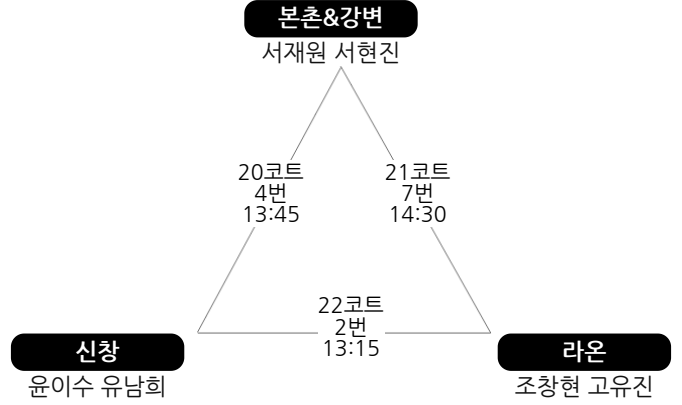 본촌&강변
서재원 서현진
20코트
4번
13:45
21코트
7번
14:30
22코트
2번
13:15
신창
윤이수 유남희
라온
조창현 고유진